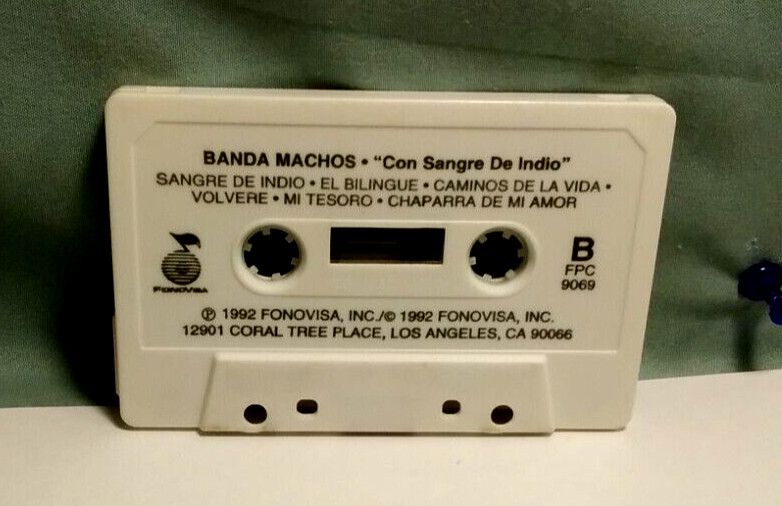 BANDA MACHOS • "Con Sangre De Indio"
SANGRE DE INDIO • EL BILINGUE • CAMINOS DE LA VIDA •
VOLVERE • MI TESORO • CHAPARRA DE MI AMOR
B
FPC
9069
FONOVISA
℗ 1992 FONOVISA, INC./© 1992 FONOVISA, INC.
12901 CORAL TREE PLACE, LOS ANGELES, CA 90066